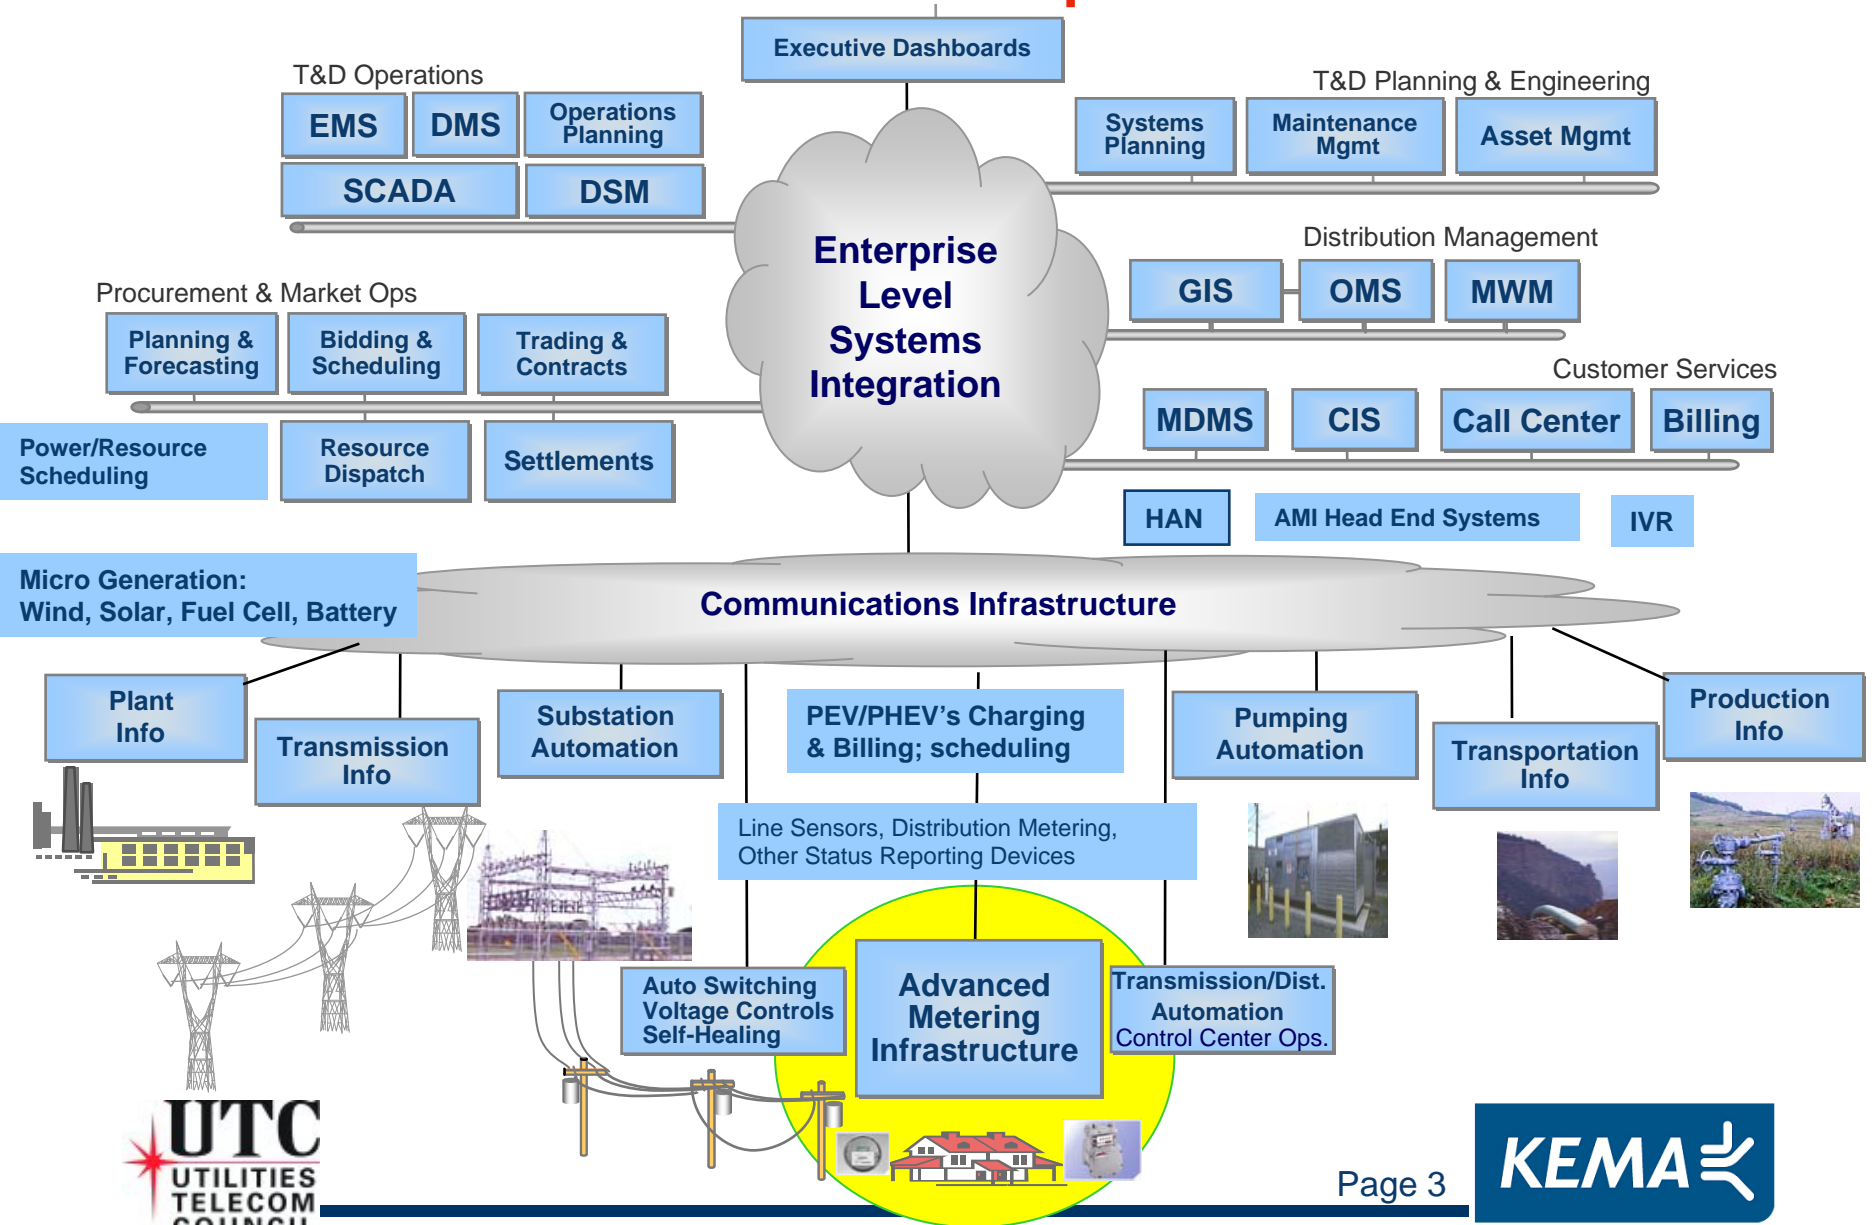 Executive Dashboards
T&D Operations
EMS
DMS
Operations
Planning
SCADA
DSM
T&D Planning & Engineering
Systems
Planning
Maintenance
Mgmt
Asset Mgmt
Enterprise
Level
Systems
Integration
Distribution Management
GIS
OMS
MWM
Procurement & Market Ops
Planning &
Forecasting
Bidding &
Scheduling
Trading &
Contracts
Power/Resource
Scheduling
Resource
Dispatch
Settlements
Customer Services
MDMS
CIS
Call Center
Billing
HAN
AMI Head End Systems
IVR
Micro Generation:
Wind, Solar, Fuel Cell, Battery
Communications Infrastructure
Plant
Info
Transmission
Info
Substation
Automation
PEV/PHEV's Charging
& Billing; scheduling
Pumping
Automation
Transportation
Info
Production
Info
Line Sensors, Distribution Metering,
Other Status Reporting Devices
Auto Switching
Voltage Controls
Self-Healing
Advanced
Metering
Infrastructure
Transmission/Dist.
Automation
Control Center Ops.
UTC
UTILITIES
TELECOM
COUNCIL
Page 3
KEMA